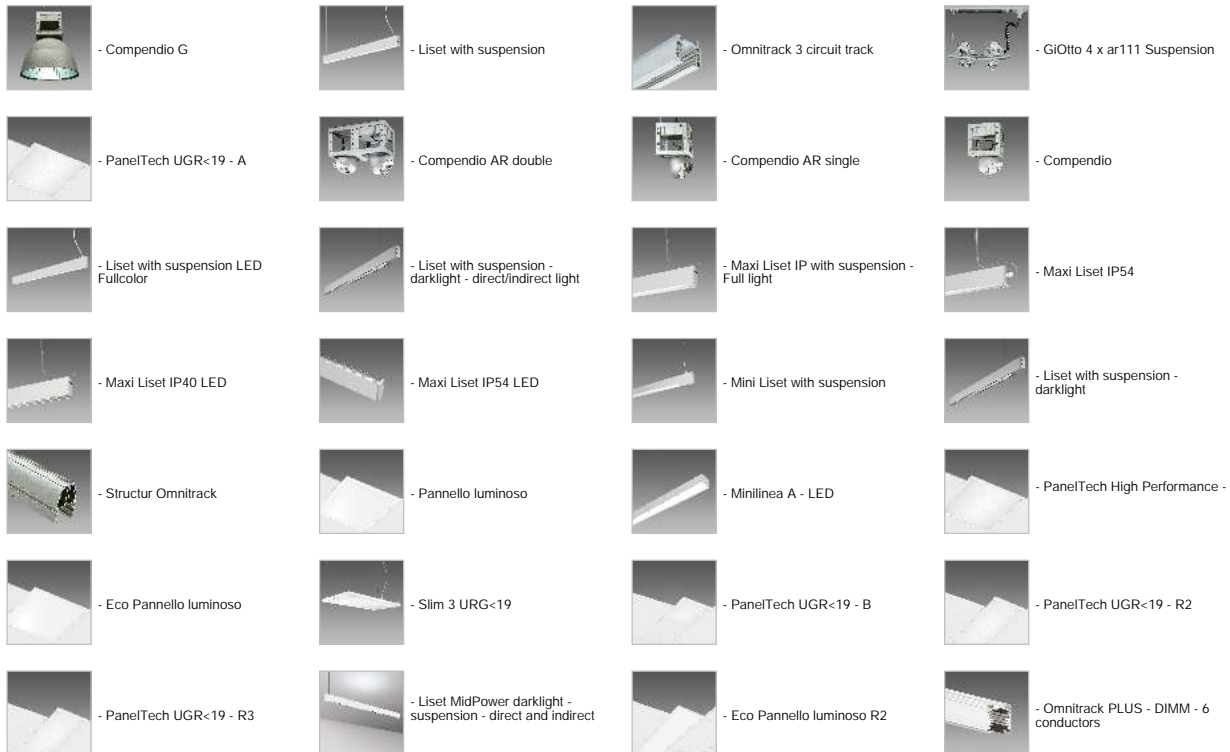 - Compendio G
- Liset with suspension
- Omnitrack 3 circuit track
- GiOtto 4 x ar111 Suspension
- PanelTech UGR<19 - A
- Compendio AR double
- Compendio AR single
- Compendio
- Liset with suspension LED
Fullcolor
- Liset with suspension -
darklight - direct/indirect light
- Maxi Liset IP with suspension -
Full light
- Maxi Liset IP54
- Maxi Liset IP40 LED
- Maxi Liset IP54 LED
- Mini Liset with suspension
- Liset with suspension -
darklight
- Structur Omnitrack
- Pannello luminoso
- Minilinea A - LED
- PanelTech High Performance -
- Eco Pannello luminoso
- Slim 3 URG<19
- PanelTech UGR<19 - B
- PanelTech UGR<19 - R2
- PanelTech UGR<19 - R3
- Liset MidPower darklight -
suspension - direct and indirect
- Eco Pannello luminoso R2
- Omnitrack PLUS - DIMM - 6
conductors